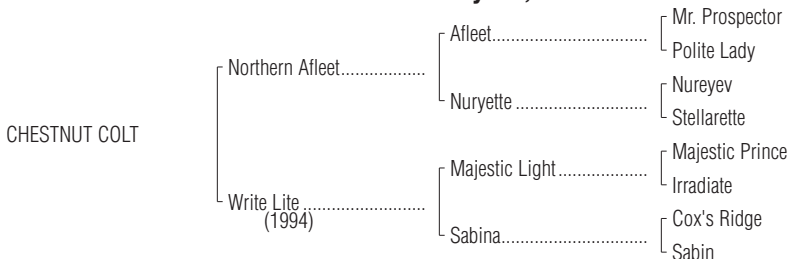 Mr. Prospector
Afleet
Polite Lady
Northern Afleet
Nureyev
Nuryette
Stellarette
CHESTNUT COLT
Majestic Prince
Majestic Light
Irradiate
Write Lite
(1994)
Cox's Ridge
Sabina
Sabin